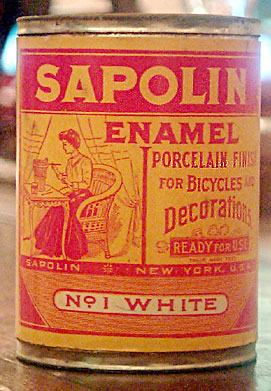 SAPOLIN
ENAMEL
PORCELAIN FINISH
FOR BICYCLES AND
Decorations
READY FOR USE
SAPOLIN NEW YORK, U.S.A.
No 1 WHITE